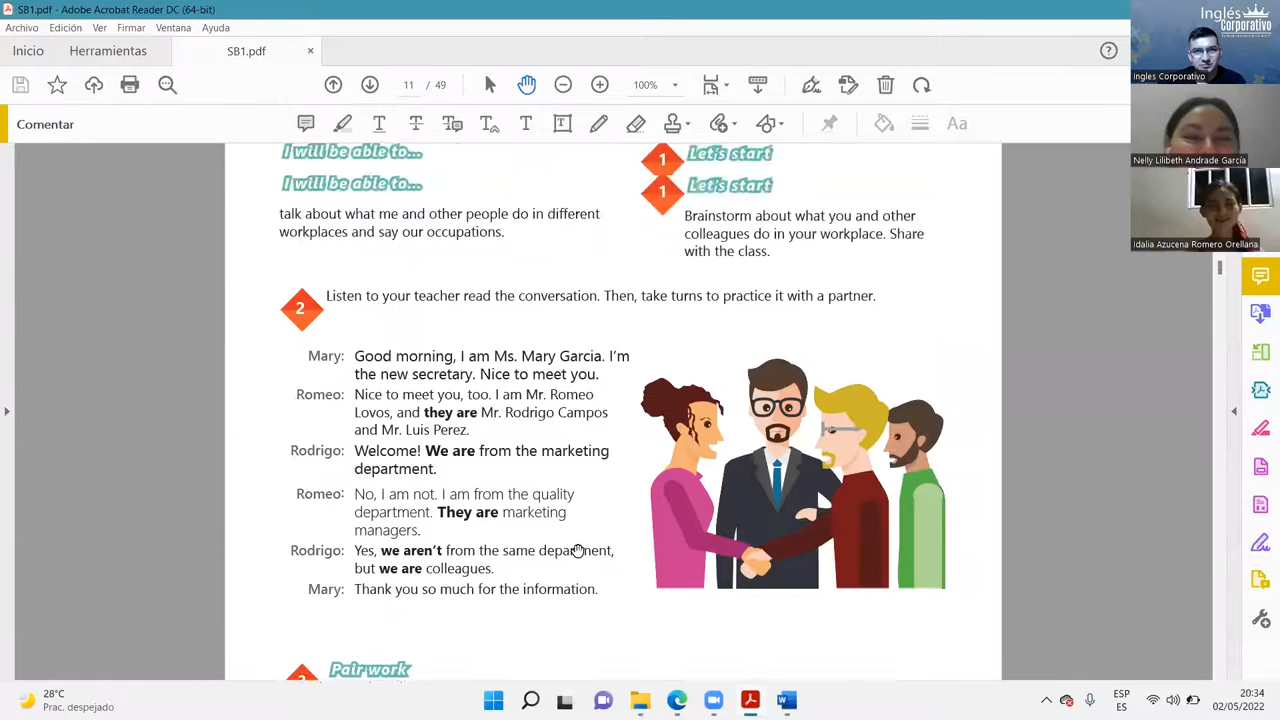 SB1.pdf - Adobe Acrobat Reader DC (64-bit)
Archivo Edición Ver Firmar Ventana Ayuda
Inicio Herramientas SB1.pdf ×
11 / 49 100%
Comentar
Inglés
Corporativo
Ingles Corporativo
Nelly Lilibeth Andrade García
Idalia Azucena Romero Orellana
I will be able to...
I will be able to...
talk about what me and other people do in different
workplaces and say our occupations.
1 Let's start
1 Let's start
Brainstorm about what you and other
colleagues do in your workplace. Share
with the class.
2 Listen to your teacher read the conversation. Then, take turns to practice it with a partner.
Mary: Good morning, I am Ms. Mary Garcia. I'm
the new secretary. Nice to meet you.
Romeo: Nice to meet you, too. I am Mr. Romeo
Lovos, and they are Mr. Rodrigo Campos
and Mr. Luis Perez.
Rodrigo: Welcome! We are from the marketing
department.
Romeo: No, I am not. I am from the quality
department. They are marketing
managers.
Rodrigo: Yes, we aren't from the same department,
but we are colleagues.
Mary: Thank you so much for the information.
Pair work
28°C
Prac. despejado
ESP
ES
20:34
02/05/2022